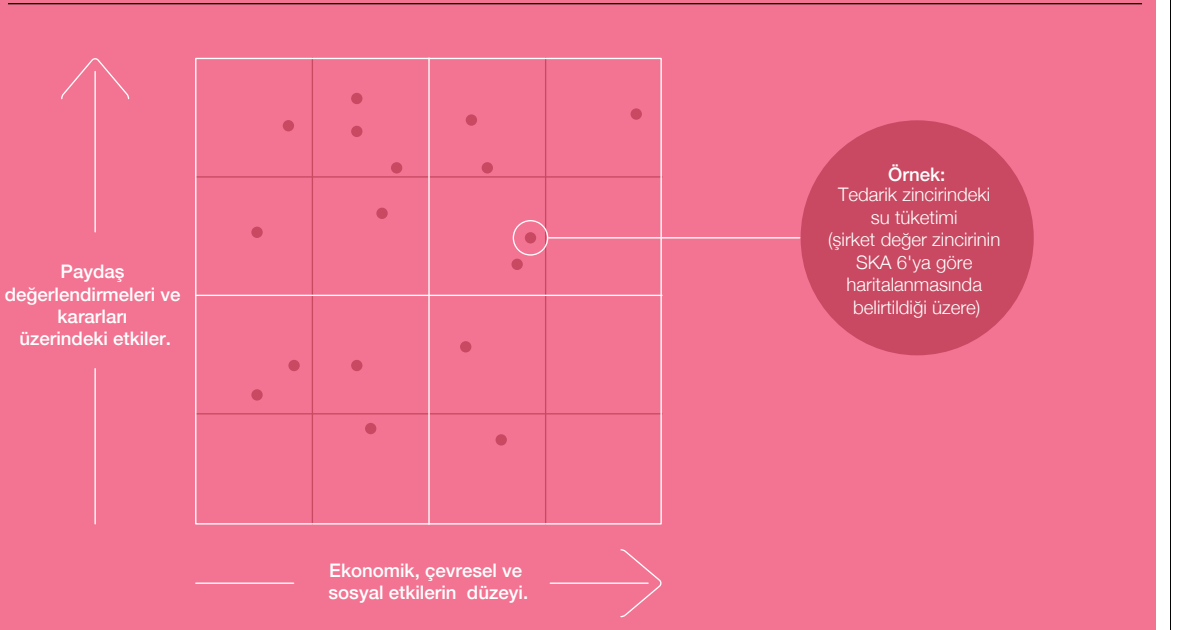 Paydaş
değerlendirmeleri ve
kararları
üzerindeki etkiler.
Örnek:
Tedarik zincirindeki
su tüketimi
(şirket değer zincirinin
SKA 6'ya göre
haritalanmasında
belirtildiği üzere)
Ekonomik, çevresel ve
sosyal etkilerin düzeyi.